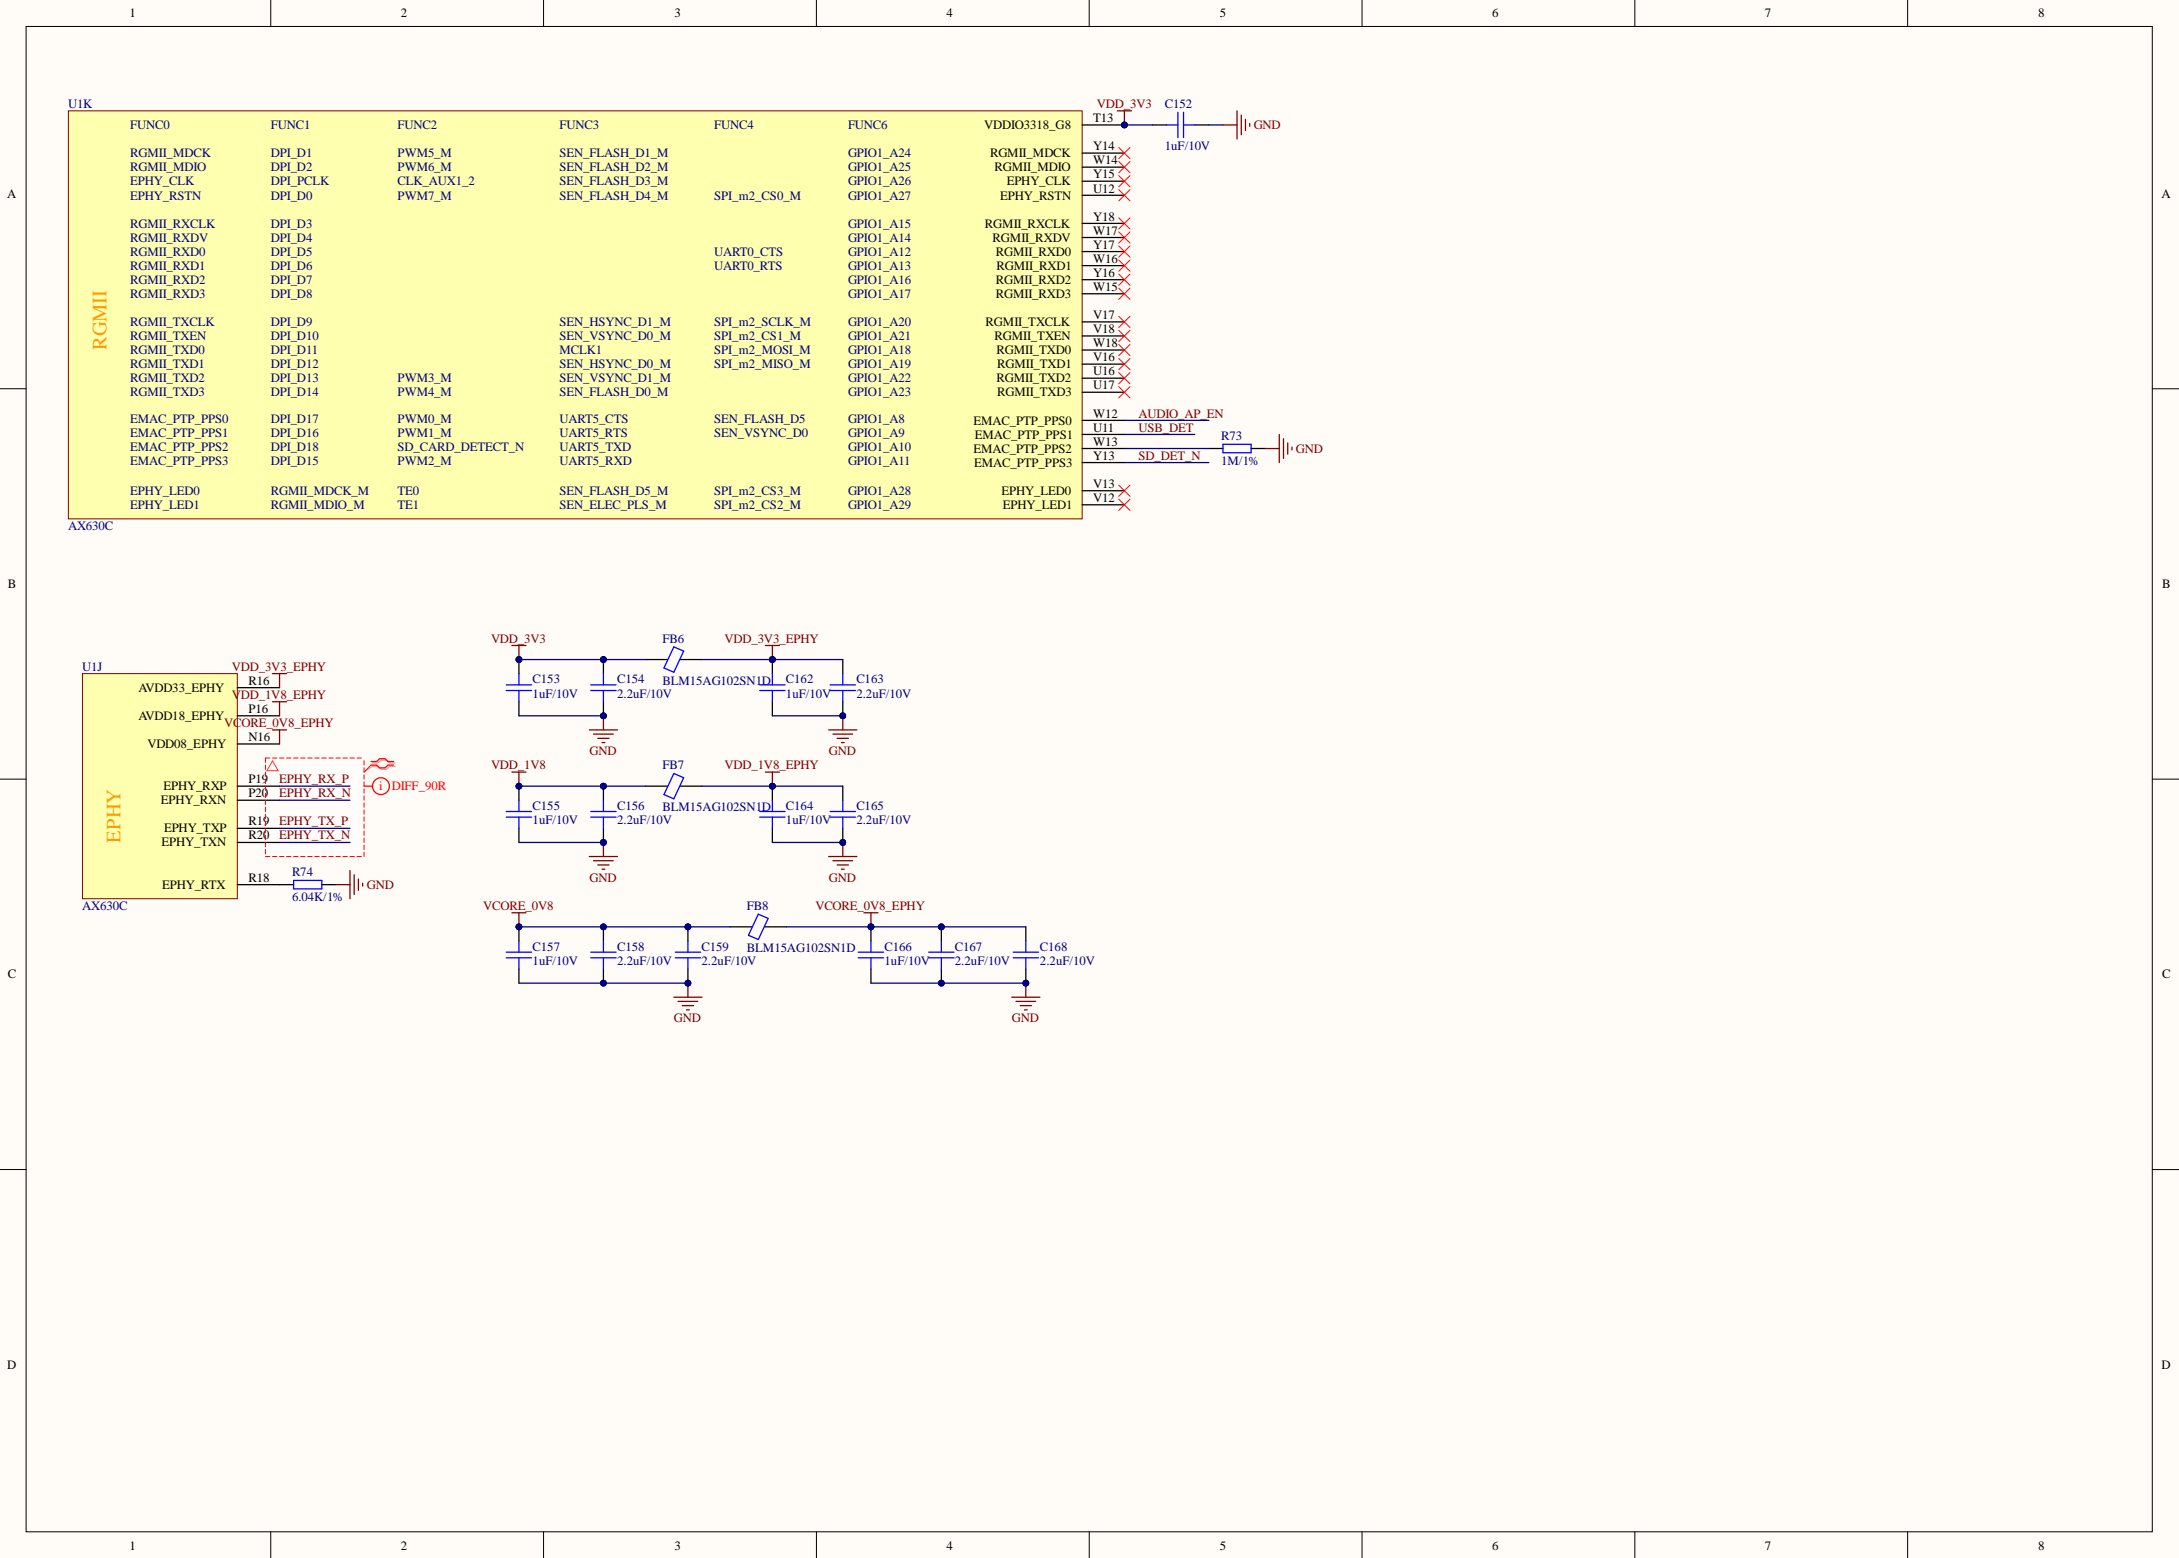 1 2 3 4 5 6 7 8
U1K
VDD_3V3 C152
FUNC0 FUNC1 FUNC2 FUNC3 FUNC4 FUNC6 VDDIO3318_G8 T13 GND
1uF/10V
RGMII_MDCK DPI_D1 PWM5_M SEN_FLASH_D1_M GPIO1_A24 RGMII_MDCK Y14
RGMII_MDIO DPI_D2 PWM6_M SEN_FLASH_D2_M GPIO1_A25 RGMII_MDIO W14
EPHY_CLK DPI_PCLK CLK_AUX1_2 SEN_FLASH_D3_M GPIO1_A26 EPHY_CLK Y15
A EPHY_RSTN DPI_D0 PWM7_M SEN_FLASH_D4_M SPI_m2_CS0_M GPIO1_A27 EPHY_RSTN U12 A
RGMII_RXCLK DPI_D3 GPIO1_A15 RGMII_RXCLK Y18
RGMII_RXDV DPI_D4 GPIO1_A14 RGMII_RXDV W17
RGMII_RXD0 DPI_D5 UART0_CTS GPIO1_A12 RGMII_RXD0 Y17
RGMII_RXD1 DPI_D6 UART0_RTS GPIO1_A13 RGMII_RXD1 W16
RGMII_RXD2 DPI_D7 GPIO1_A16 RGMII_RXD2 Y16
RGMII_RXD3 DPI_D8 GPIO1_A17 RGMII_RXD3 W15
RGMII
RGMII_TXCLK DPI_D9 SEN_HSYNC_D1_M SPI_m2_SCLK_M GPIO1_A20 RGMII_TXCLK V17
RGMII_TXEN DPI_D10 SEN_VSYNC_D0_M SPI_m2_CS1_M GPIO1_A21 RGMII_TXEN V18
RGMII_TXD0 DPI_D11 MCLK1 SPI_m2_MOSI_M GPIO1_A18 RGMII_TXD0 W18
RGMII_TXD1 DPI_D12 SEN_HSYNC_D0_M SPI_m2_MISO_M GPIO1_A19 RGMII_TXD1 V16
RGMII_TXD2 DPI_D13 PWM3_M SEN_VSYNC_D1_M GPIO1_A22 RGMII_TXD2 U16
RGMII_TXD3 DPI_D14 PWM4_M SEN_FLASH_D0_M GPIO1_A23 RGMII_TXD3 U17
EMAC_PTP_PPS0 DPI_D17 PWM0_M UART5_CTS SEN_FLASH_D5 GPIO1_A8 EMAC_PTP_PPS0 W12 AUDIO_AP_EN
EMAC_PTP_PPS1 DPI_D16 PWM1_M UART5_RTS SEN_VSYNC_D0 GPIO1_A9 EMAC_PTP_PPS1 U11 USB_DET
EMAC_PTP_PPS2 DPI_D18 SD_CARD_DETECT_N UART5_TXD GPIO1_A10 EMAC_PTP_PPS2 W13 R73 GND
EMAC_PTP_PPS3 DPI_D15 PWM2_M UART5_RXD GPIO1_A11 EMAC_PTP_PPS3 Y13 SD_DET_N 1M/1%
EPHY_LED0 RGMII_MDCK_M TE0 SEN_FLASH_D5_M SPI_m2_CS3_M GPIO1_A28 EPHY_LED0 V13
EPHY_LED1 RGMII_MDIO_M TE1 SEN_ELEC_PLS_M SPI_m2_CS2_M GPIO1_A29 EPHY_LED1 V12
AX630C
B B
U1J
VDD_3V3_EPHY
AVDD33_EPHY R16
VDD_1V8_EPHY
AVDD18_EPHY P16
VCORE_0V8_EPHY
VDD08_EPHY N16
EPHY_RXP P19 EPHY_RX_P DIFF_90R
EPHY_RXN P20 EPHY_RX_N
EPHY
EPHY_TXP R19 EPHY_TX_P
EPHY_TXN R20 EPHY_TX_N
EPHY_RTX R18 R74 GND
6.04K/1%
AX630C
VDD_3V3 FB6 VDD_3V3_EPHY
C153 C154 BLM15AG102SN1D C162 C163
1uF/10V 2.2uF/10V 1uF/10V 2.2uF/10V
GND GND
VDD_1V8 FB7 VDD_1V8_EPHY
C155 C156 BLM15AG102SN1D C164 C165
1uF/10V 2.2uF/10V 1uF/10V 2.2uF/10V
GND GND
VCORE_0V8 FB8 VCORE_0V8_EPHY
C157 C158 C159 BLM15AG102SN1D C166 C167 C168
1uF/10V 2.2uF/10V 2.2uF/10V 1uF/10V 2.2uF/10V 2.2uF/10V
GND GND
C C
D D
1 2 3 4 5 6 7 8